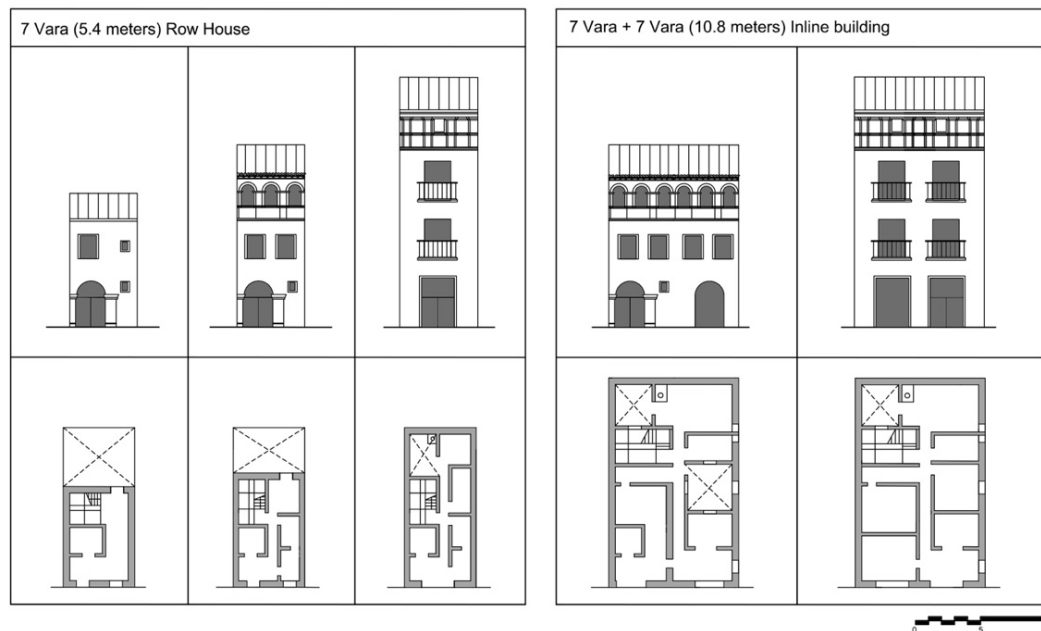 7 Vara (5.4 meters) Row House
7 Vara + 7 Vara (10.8 meters) Inline building
0 5